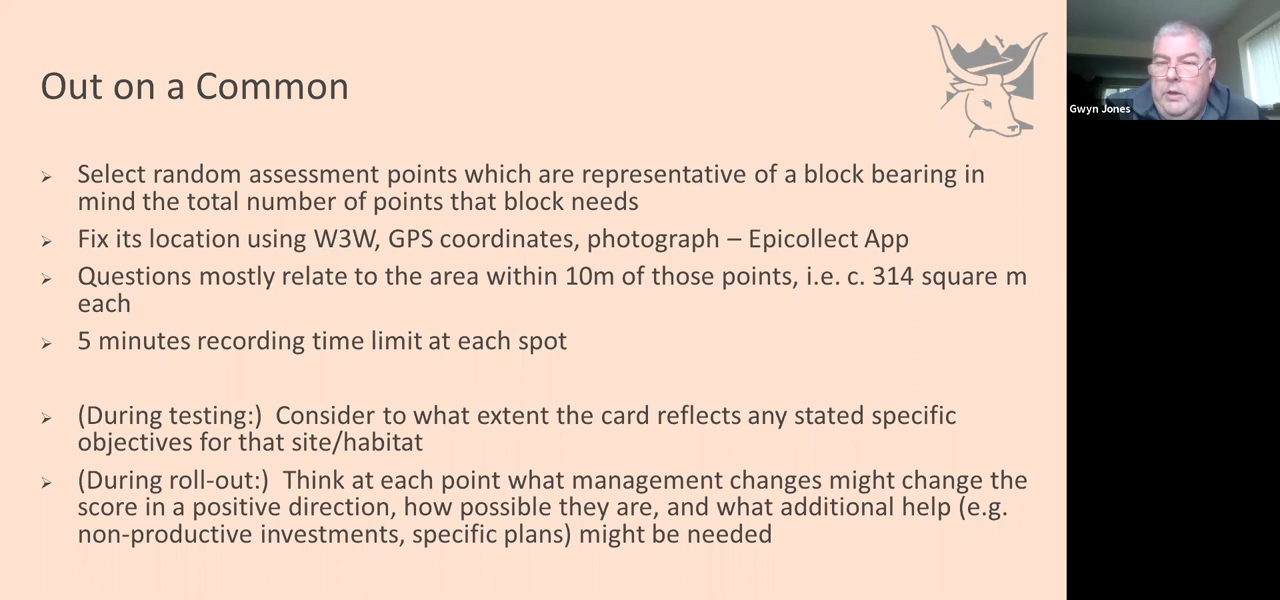 Out on a Common
Gwyn Jones
➢ Select random assessment points which are representative of a block bearing in
mind the total number of points that block needs
➢ Fix its location using W3W, GPS coordinates, photograph – Epicollect App
➢ Questions mostly relate to the area within 10m of those points, i.e. c. 314 square m
each
➢ 5 minutes recording time limit at each spot
➢ (During testing:)  Consider to what extent the card reflects any stated specific
objectives for that site/habitat
➢ (During roll-out:)  Think at each point what management changes might change the
score in a positive direction, how possible they are, and what additional help (e.g.
non-productive investments, specific plans) might be needed